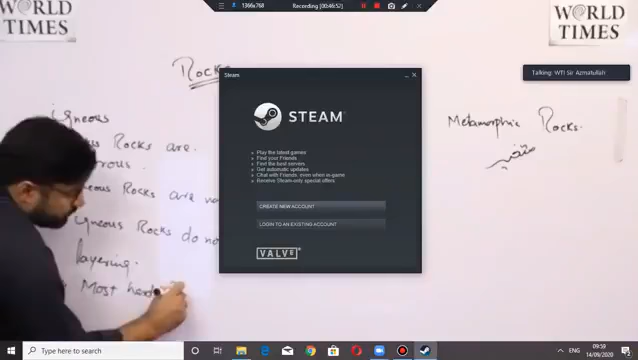 1366x768
Recording [00:46:52]
WORLD
TIMES
WORLD
TIMES
Rocks
Steam
Talking: WTI Sir Azmatullah
STEAM
Igneous
Rocks are
Metamorphic Rocks.
Play the latest games
Find your Friends
Find the best servers
Get automatic updates
Chat with Friends, even when in-game
Receive Steam-only special offers
CREATE NEW ACCOUNT
LOGIN TO AN EXISTING ACCOUNT
Rocks are
Igneous Rocks do not
layering.
Most hard
VALVE
Type here to search
ENG
09:59
14/09/2020